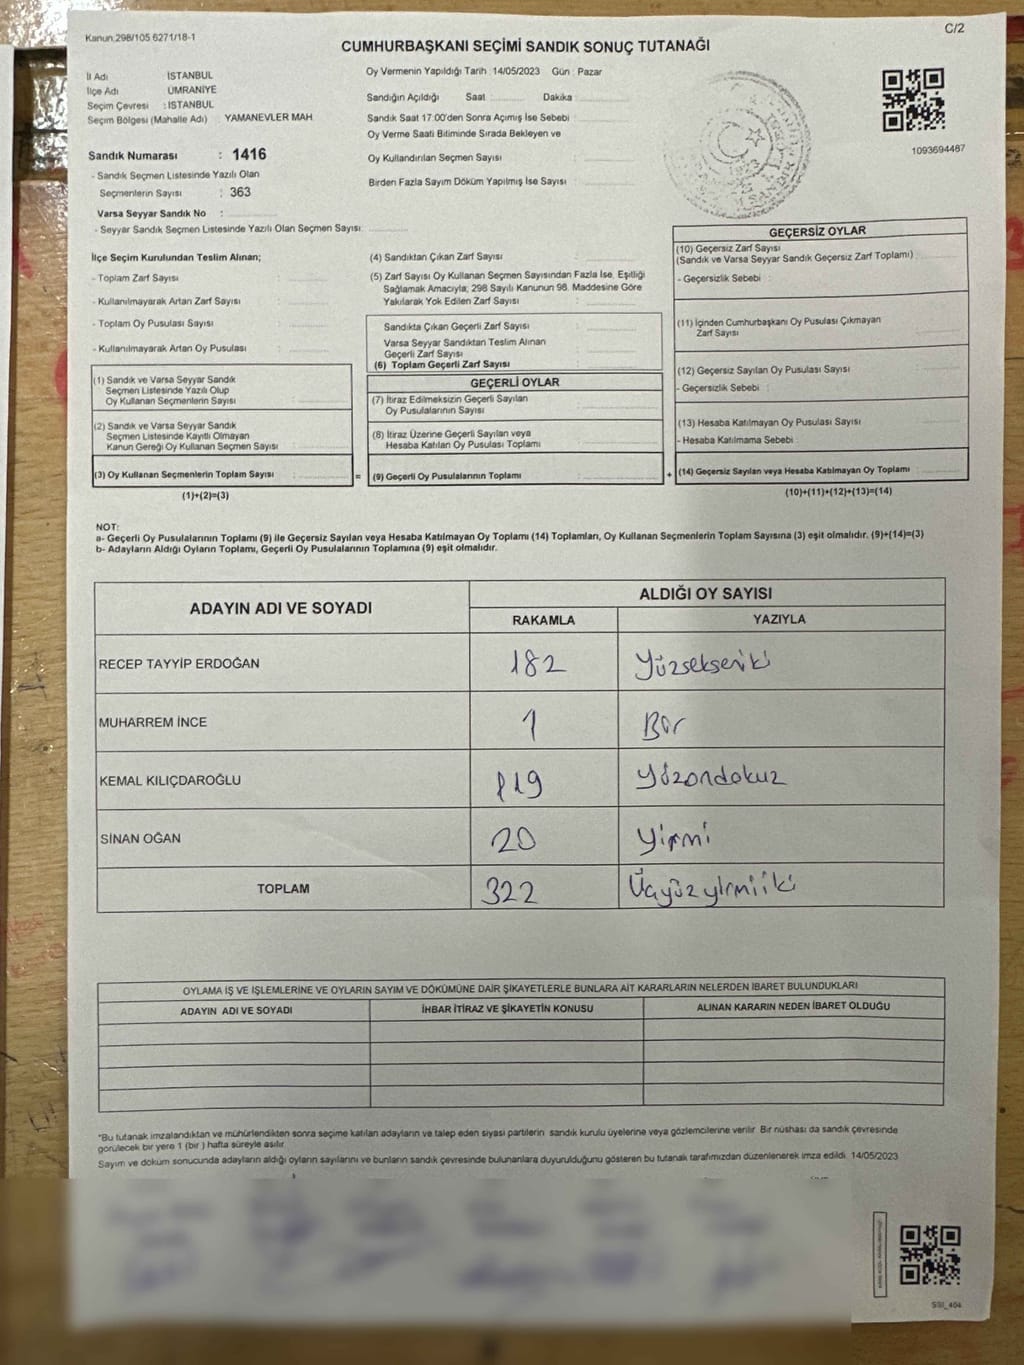 Kanun 298/105 6271/18-1
C/2
CUMHURBAŞKANI SEÇİMİ SANDIK SONUÇ TUTANAĞI
İl Adı İSTANBUL
İlçe Adı ÜMRANİYE
Seçim Çevresi : İSTANBUL
Seçim Bölgesi (Mahalle Adı) : YAMANEVLER MAH
Sandık Numarası : 1416
- Sandık Seçmen Listesinde Yazılı Olan
Seçmenlerin Sayısı : 363
Varsa Seyyar Sandık No :
- Seyyar Sandık Seçmen Listesinde Yazılı Olan Seçmen Sayısı :
Oy Vermenin Yapıldığı Tarih : 14/05/2023 Gün : Pazar
Sandığın Açıldığı Saat Dakika
Sandık Saat 17:00'den Sonra Açımış İse Sebebi :
Oy Verme Saati Bitiminde Sırada Bekleyen ve
Oy Kullandırılan Seçmen Sayısı :
Birden Fazla Sayım Döküm Yapılmış İse Sayısı :
1093694487
İlçe Seçim Kurulundan Teslim Alınan;
- Toplam Zarf Sayısı :
- Kullanılmayarak Artan Zarf Sayısı :
- Toplam Oy Pusulası Sayısı :
- Kullanılmayarak Artan Oy Pusulası :
(1) Sandık ve Varsa Seyyar Sandık
Seçmen Listesinde Yazılı Olup
Oy Kullanan Seçmenlerin Sayısı :
(2) Sandık ve Varsa Seyyar Sandık
Seçmen Listesinde Kayıtlı Olmayan
Kanun Gereği Oy Kullanan Seçmen Sayısı :
(3) Oy Kullanan Seçmenlerin Toplam Sayısı :
(1)+(2)=(3)
(4) Sandıktan Çıkan Zarf Sayısı :
(5) Zarf Sayısı Oy Kullanan Seçmen Sayısından Fazla İse, Eşitliği
Sağlamak Amacıyla, 298 Sayılı Kanunun 98. Maddesine Göre
Yakılarak Yok Edilen Zarf Sayısı :
Sandıkta Çıkan Geçerli Zarf Sayısı :
Varsa Seyyar Sandıktan Teslim Alınan
Geçerli Zarf Sayısı :
(6) Toplam Geçerli Zarf Sayısı :
GEÇERLİ OYLAR
(7) İtiraz Edilmeksizin Geçerli Sayılan
Oy Pusulalarının Sayısı :
(8) İtiraz Üzerine Geçerli Sayılan veya
Hesaba Katılan Oy Pusulası Toplamı :
= (9) Geçerli Oy Pusulalarının Toplamı :
GEÇERSİZ OYLAR
(10) Geçersiz Zarf Sayısı
(Sandık ve Varsa Seyyar Sandık Geçersiz Zarf Toplamı) :
- Geçersizlik Sebebi :
(11) İçinden Cumhurbaşkanı Oy Pusulası Çıkmayan
Zarf Sayısı :
(12) Geçersiz Sayılan Oy Pusulası Sayısı :
- Geçersizlik Sebebi :
(13) Hesaba Katılmayan Oy Pusulası Sayısı :
- Hesaba Katılmama Sebebi :
+ (14) Geçersiz Sayılan veya Hesaba Katılmayan Oy Toplamı :
(10)+(11)+(12)+(13)=(14)
NOT:
a- Geçerli Oy Pusulalarının Toplamı (9) ile Geçersiz Sayılan veya Hesaba Katılmayan Oy Toplamı (14) Toplamları, Oy Kullanan Seçmenlerin Toplam Sayısına (3) eşit olmalıdır. (9)+(14)=(3)
b- Adayların Aldığı Oyların Toplamı, Geçerli Oy Pusulalarının Toplamına (9) eşit olmalıdır.
ADAYIN ADI VE SOYADI
ALDIĞI OY SAYISI
RAKAMLA YAZIYLA
RECEP TAYYİP ERDOĞAN 182 Yüzsekseniki
MUHARREM İNCE 1 Bir
KEMAL KILIÇDAROĞLU 119 Yüzondokuz
SİNAN OĞAN 20 Yirmi
TOPLAM 322 Üçyüzyirmiiki
OYLAMA İŞ VE İŞLEMLERİNE VE OYLARIN SAYIM VE DÖKÜMÜNE DAİR ŞİKAYETLERLE BUNLARA AİT KARARLARIN NELERDEN İBARET BULUNDUKLARI
ADAYIN ADI VE SOYADI İHBAR İTİRAZ VE ŞİKAYETİN KONUSU ALINAN KARARIN NEDEN İBARET OLDUĞU
*Bu tutanak imzalandıktan ve mühürlendikten sonra seçime katılan adayların ve talep eden siyasi partilerin sandık kurulu üyelerine veya gözlemcilerine verilir. Bir nüshası da sandık çevresinde
görülecek bir yere 1 (bir ) hafta süreyle asılır.
Sayım ve döküm sonucunda adayların aldığı oyların sayılarını ve bunların sandık çevresinde bulunanlara duyurulduğunu gösteren bu tutanak tarafımızdan düzenlenerek imza edildi. 14/05/2023
SSI_404